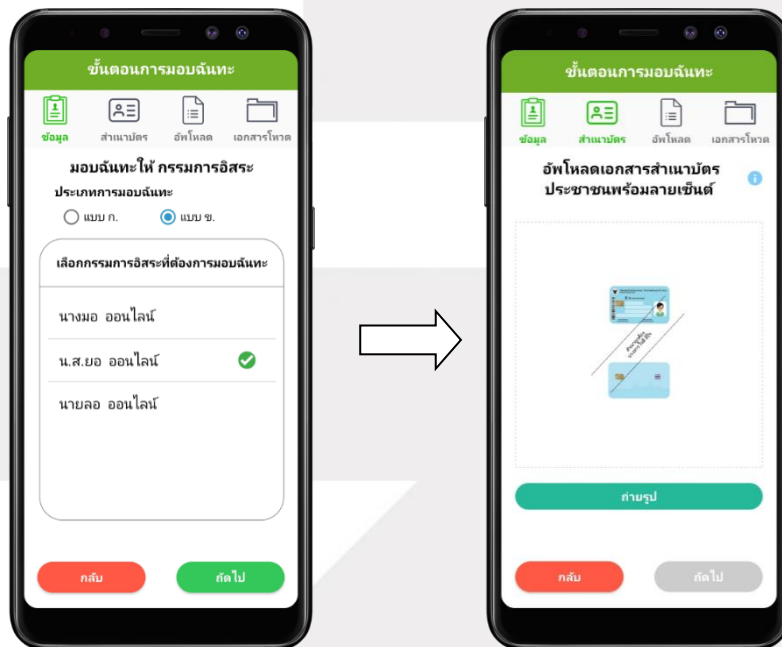 ขั้นตอนการมอบฉันทะ
ข้อมูล สำเนาบัตร อัพโหลด เอกสารโหวต
มอบฉันทะให้ กรรมการอิสระ
ประเภทการมอบฉันทะ
แบบ ก. แบบ ข.
เลือกกรรมการอิสระที่ต้องการมอบฉันทะ
นางมอ ออนไลน์
น.ส.ยอ ออนไลน์
นายลอ ออนไลน์
กลับ ถัดไป
ขั้นตอนการมอบฉันทะ
ข้อมูล สำเนาบัตร อัพโหลด เอกสารโหวต
อัพโหลดเอกสารสำเนาบัตร
ประชาชนพร้อมลายเซ็นต์
ถ่ายรูป
กลับ ถัดไป